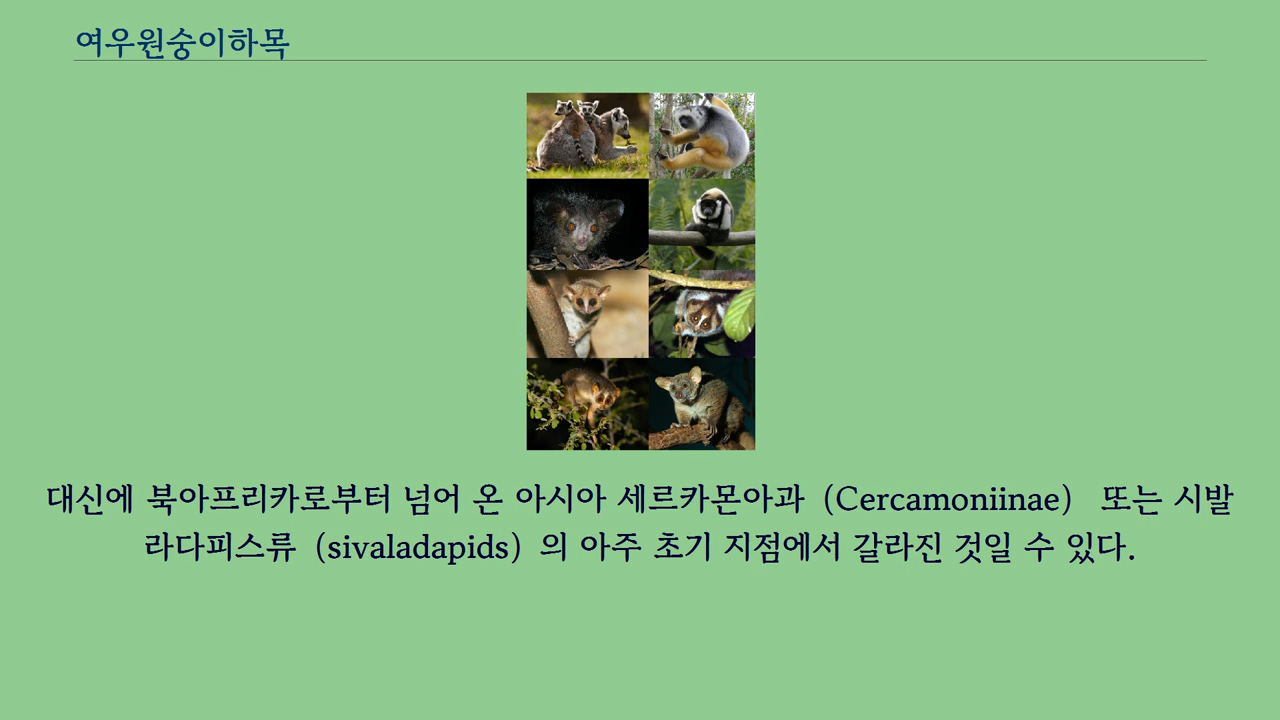 여우원숭이하목
대신에 북아프리카로부터 넘어 온 아시아 세르카몬아과（Cercamoniinae） 또는 시발
라다피스류（sivaladapids）의 아주 초기 지점에서 갈라진 것일 수 있다.